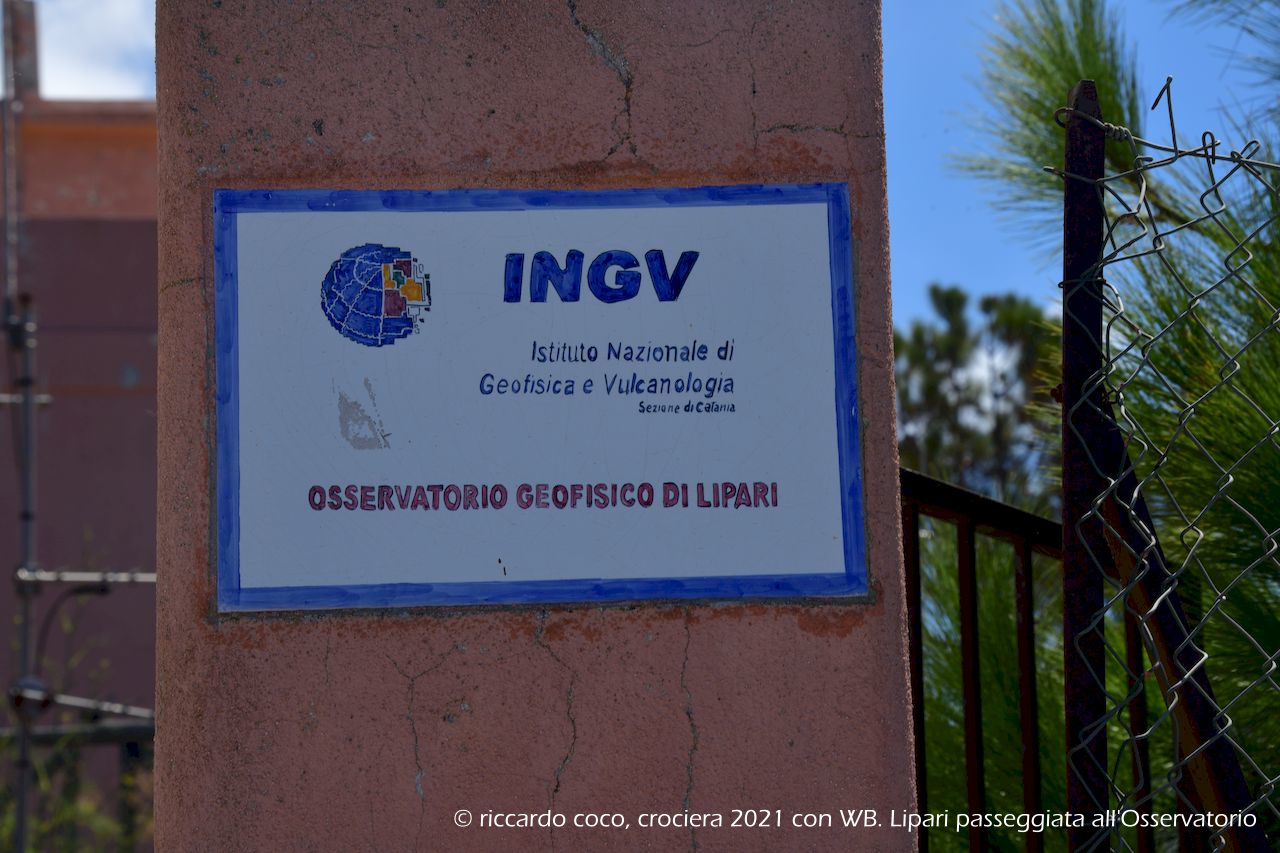 INGV
Istituto Nazionale di
Geofisica e Vulcanologia
Sezione di Catania
OSSERVATORIO GEOFISICO DI LIPARI
© riccardo coco, crociera 2021 con WB. Lipari passeggiata all'Osservatorio